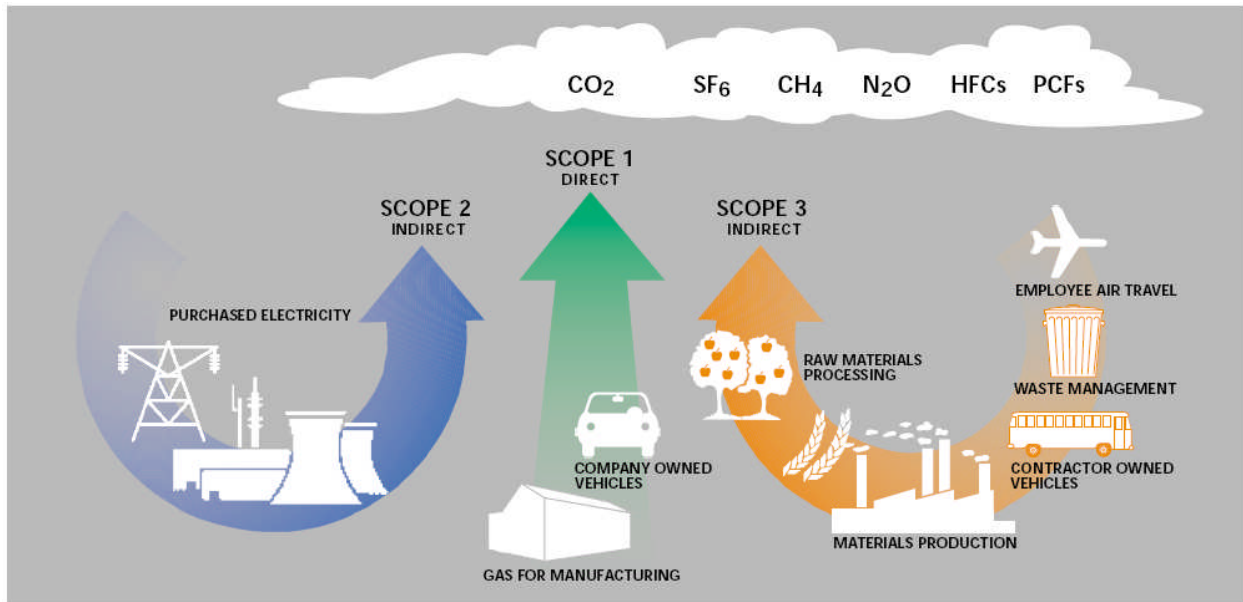 CO2 SF6 CH4 N2O HFCs PCFs
SCOPE 1
DIRECT
SCOPE 2
INDIRECT
SCOPE 3
INDIRECT
PURCHASED ELECTRICITY
COMPANY OWNED
VEHICLES
GAS FOR MANUFACTURING
RAW MATERIALS
PROCESSING
MATERIALS PRODUCTION
EMPLOYEE AIR TRAVEL
WASTE MANAGEMENT
CONTRACTOR OWNED
VEHICLES